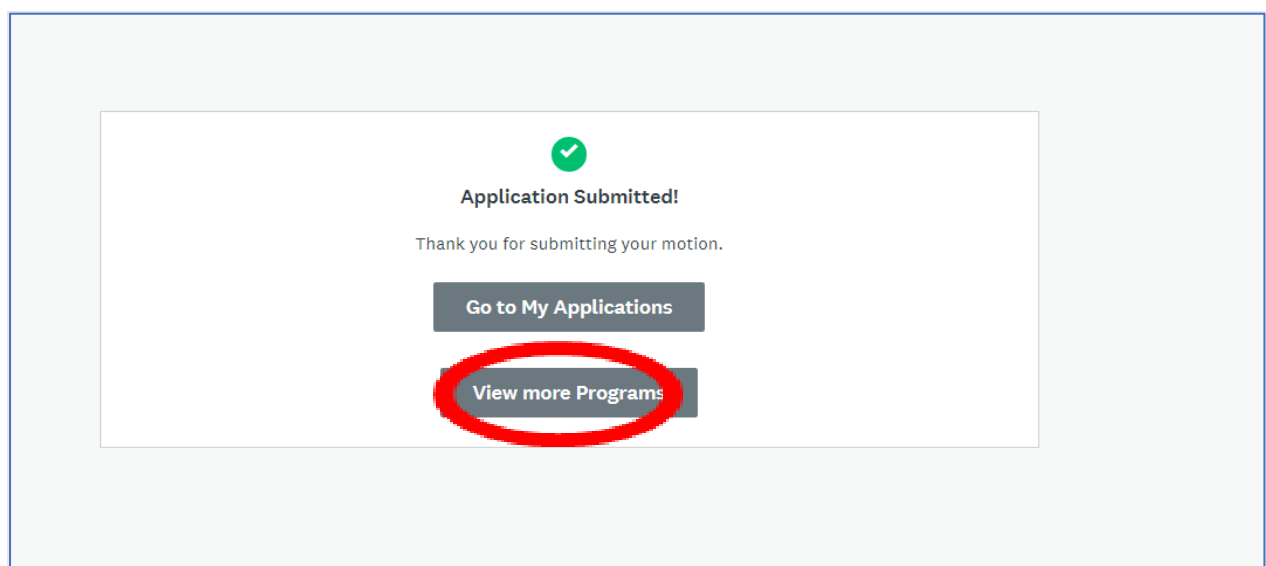 Application Submitted!
Thank you for submitting your motion.
Go to My Applications
View more Programs